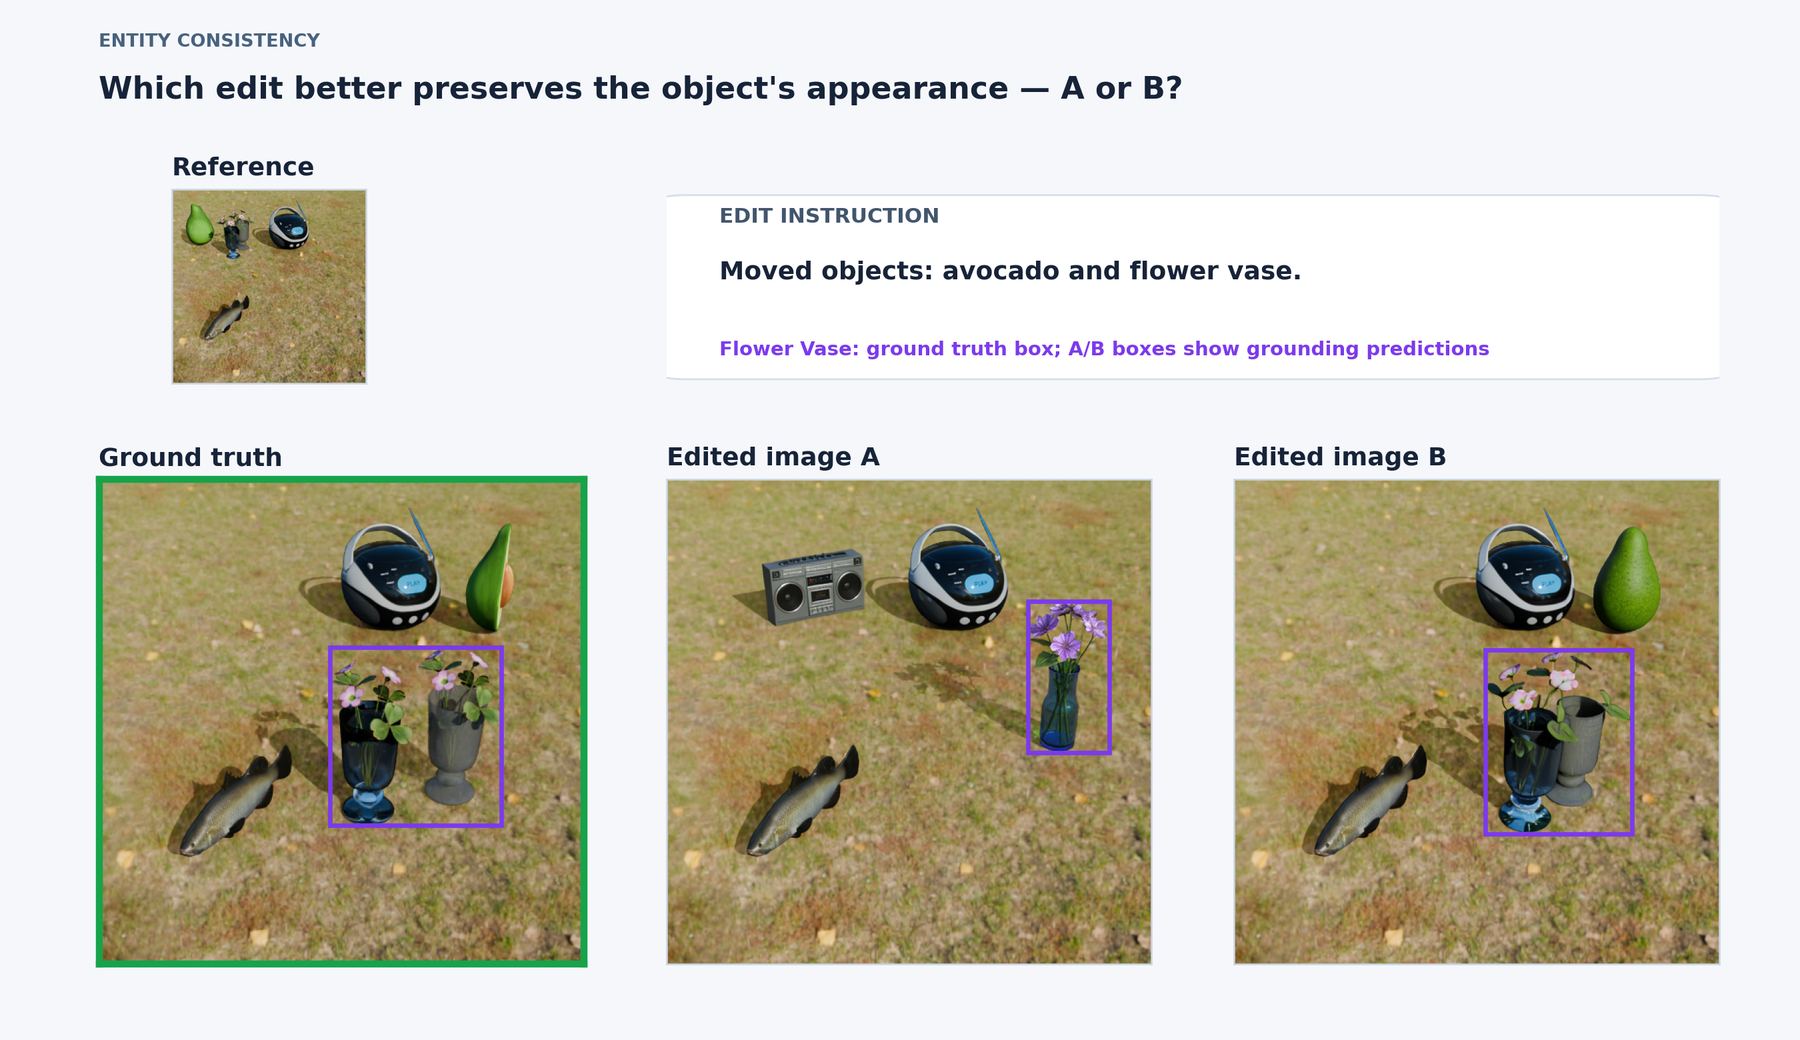 ENTITY CONSISTENCY
Which edit better preserves the object's appearance — A or B?
Reference
EDIT INSTRUCTION
Moved objects: avocado and flower vase.
Flower Vase: ground truth box; A/B boxes show grounding predictions
Ground truth
Edited image A
Edited image B